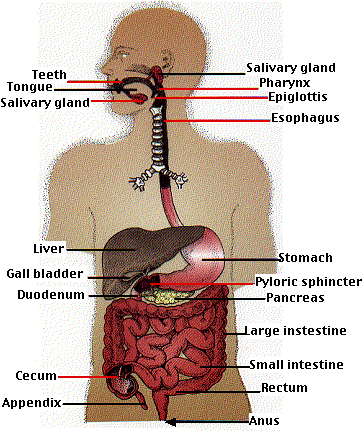 Teeth
Salivary gland
Tongue
Pharynx
Salivary gland
Epiglottis
Esophagus
Liver
Stomach
Gall bladder
Pyloric sphincter
Duodenum
Pancreas
Large instestine
Small intestine
Cecum
Rectum
Appendix
Anus